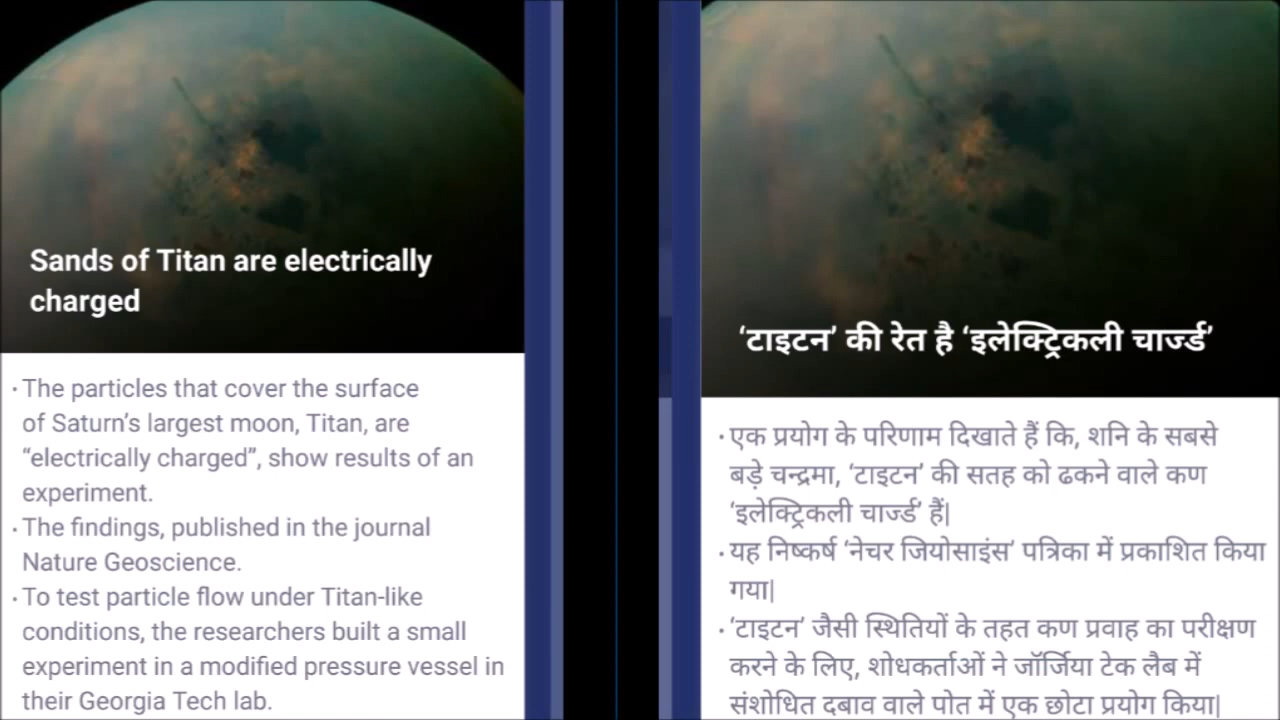 Sands of Titan are electrically
charged
· The particles that cover the surface
of Saturn’s largest moon, Titan, are
“electrically charged”, show results of an
experiment.
· The findings, published in the journal
Nature Geoscience.
· To test particle flow under Titan-like
conditions, the researchers built a small
experiment in a modified pressure vessel in
their Georgia Tech lab.
‘टाइटन’ की रेत है ‘इलेक्ट्रिकली चार्ज्ड’
· एक प्रयोग के परिणाम दिखाते हैं कि, शनि के सबसे
बड़े चन्द्रमा, ‘टाइटन’ की सतह को ढकने वाले कण
‘इलेक्ट्रिकली चार्ज्ड’ हैं|
· यह निष्कर्ष ‘नेचर जियोसाइंस’ पत्रिका में प्रकाशित किया
गया|
· ‘टाइटन’ जैसी स्थितियों के तहत कण प्रवाह का परीक्षण
करने के लिए, शोधकर्ताओं ने जॉर्जिया टेक लैब में
संशोधित दबाव वाले पोत में एक छोटा प्रयोग किया|